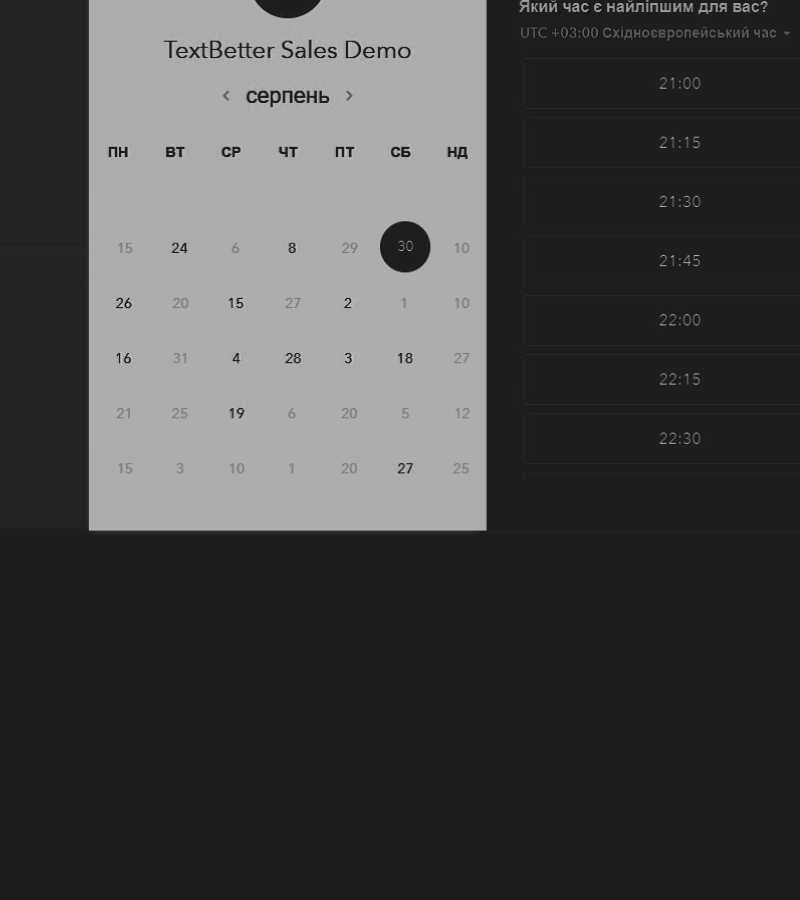 TextBetter Sales Demo
серпень
ПН ВТ СР ЧТ ПТ СБ НД
15 24 6 8 29 30 10
26 20 15 27 2 1 10
16 31 4 28 3 18 27
21 25 19 6 20 5 12
15 3 10 1 20 27 25
Який час є найліпшим для вас?
UTC +03:00 Східноєвропейський час
21:00
21:15
21:30
21:45
22:00
22:15
22:30